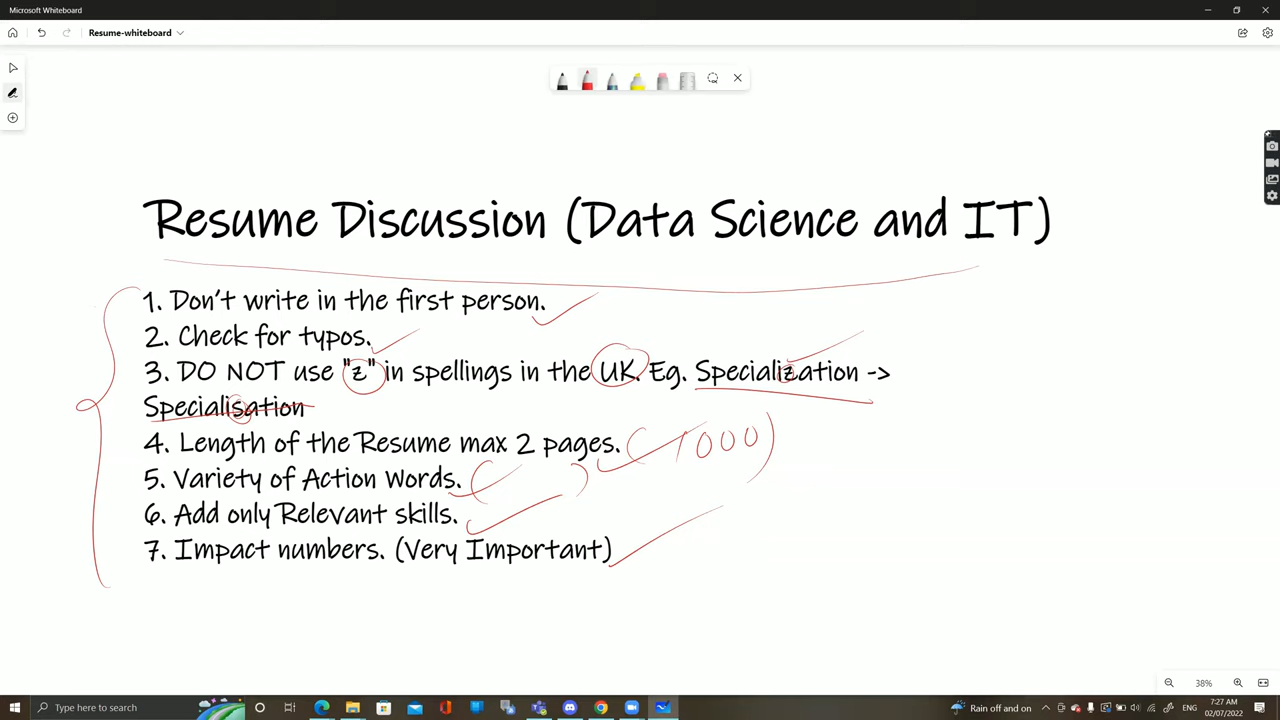 Microsoft Whiteboard
Resume-whiteboard
Resume Discussion (Data Science and IT)
1. Don't write in the first person.
2. Check for typos.
3. DO NOT use "z" in spellings in the UK. Eg. Specialization ->
Specialisation
4. Length of the Resume max 2 pages. (1000)
5. Variety of Action Words. ( )
6. Add only Relevant skills.
7. Impact numbers. (Very Important)
38%
Type here to search
Rain off and on
ENG
7:27 AM
02/07/2022